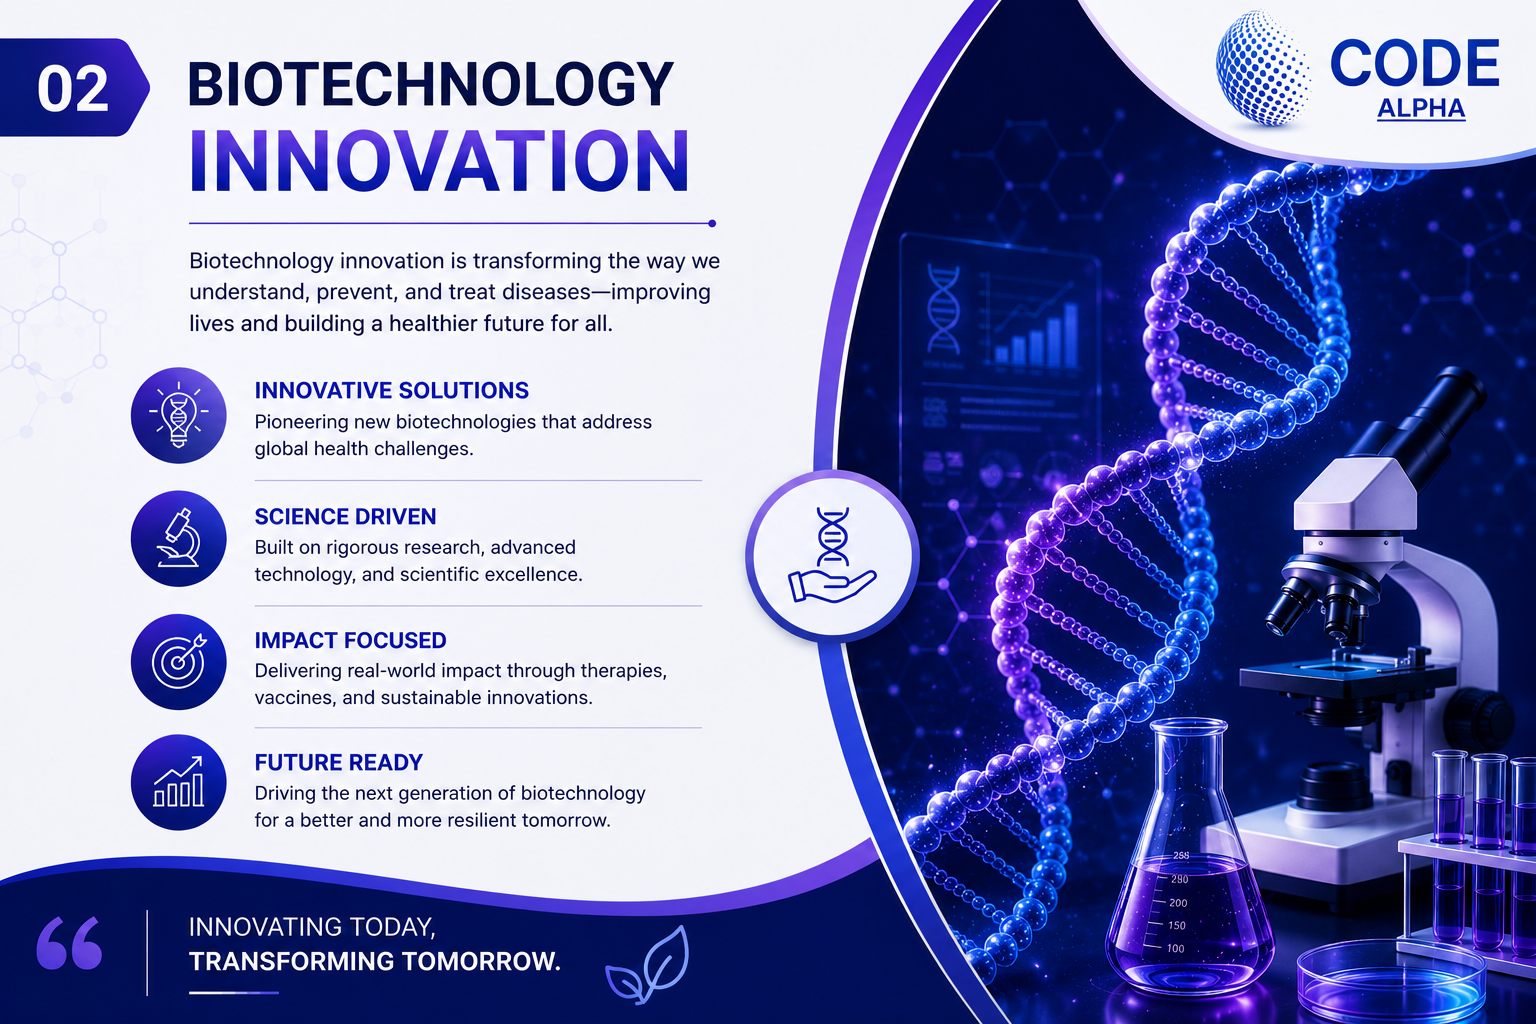 02
BIOTECHNOLOGY
INNOVATION
Biotechnology innovation is transforming the way we
understand, prevent, and treat diseases—improving
lives and building a healthier future for all.
INNOVATIVE SOLUTIONS
Pioneering new biotechnologies that address
global health challenges.
SCIENCE DRIVEN
Built on rigorous research, advanced
technology, and scientific excellence.
IMPACT FOCUSED
Delivering real-world impact through therapies,
vaccines, and sustainable innovations.
FUTURE READY
Driving the next generation of biotechnology
for a better and more resilient tomorrow.
“
INNOVATING TODAY,
TRANSFORMING TOMORROW.
CODE
ALPHA
268
280
200
150
100